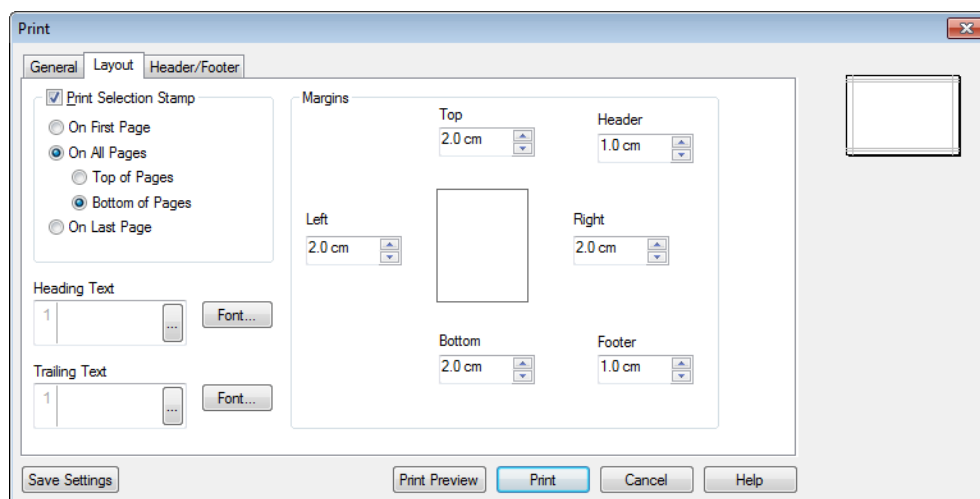 Print
General Layout Header/Footer
Print Selection Stamp
On First Page
On All Pages
Top of Pages
Bottom of Pages
On Last Page
Heading Text
1 ... Font...
Trailing Text
1 ... Font...
Margins
Top
2.0 cm
Header
1.0 cm
Left
2.0 cm
Right
2.0 cm
Bottom
2.0 cm
Footer
1.0 cm
Save Settings Print Preview Print Cancel Help